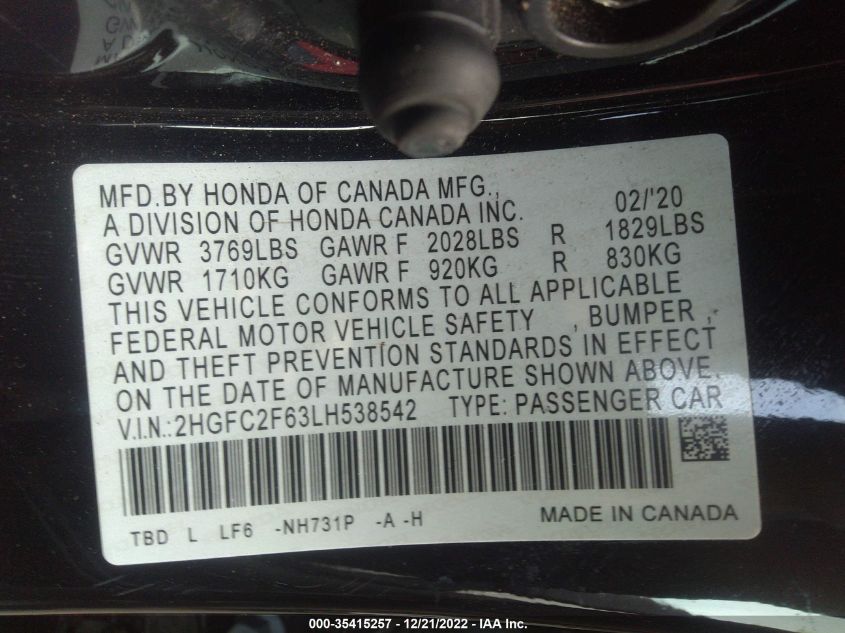 MFD.BY HONDA OF CANADA MFG., 02/'20
A DIVISION OF HONDA CANADA INC.
GVWR 3769LBS GAWR F 2028LBS R 1829LBS
GVWR 1710KG GAWR F 920KG R 830KG
THIS VEHICLE CONFORMS TO ALL APPLICABLE
FEDERAL MOTOR VEHICLE SAFETY , BUMPER ,
AND THEFT PREVENTION STANDARDS IN EFFECT
ON THE DATE OF MANUFACTURE SHOWN ABOVE.
V.I.N.:2HGFC2F63LH538542 TYPE: PASSENGER CAR
TBD L LF6 -NH731P -A -H MADE IN CANADA
000-35415257 - 12/21/2022 - IAA Inc.